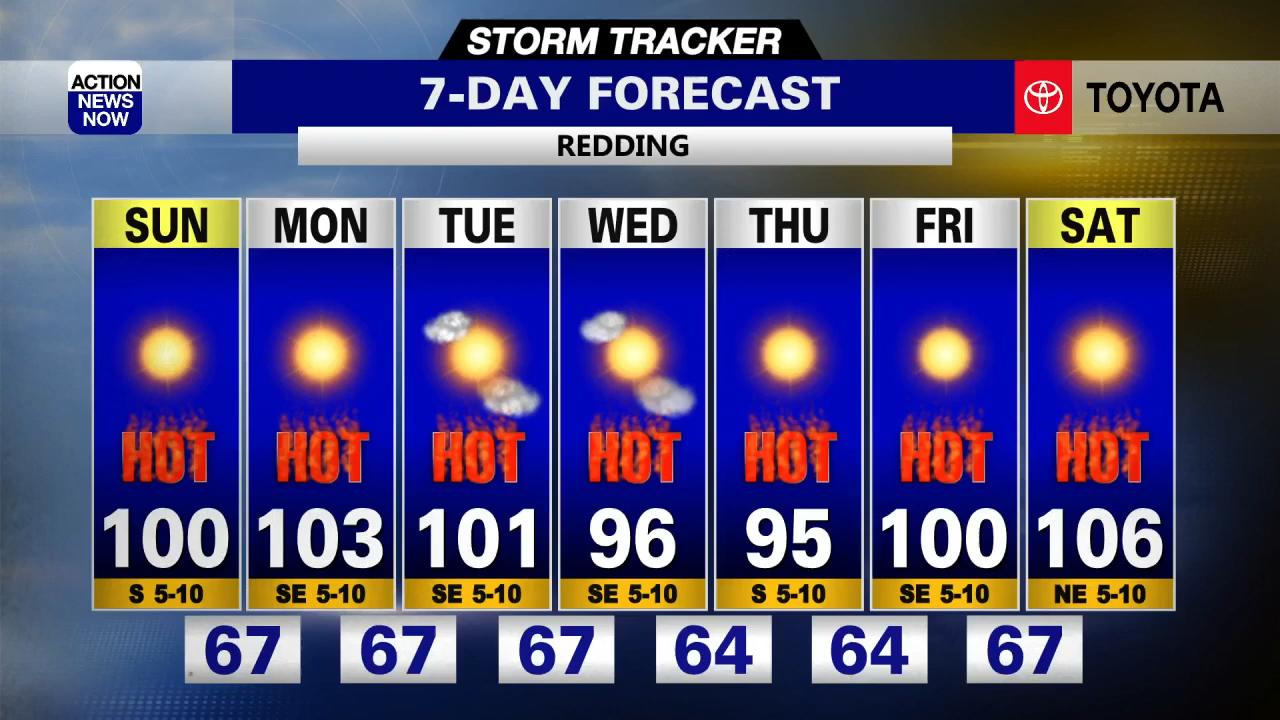 STORM TRACKER
ACTION
NEWS
NOW
7-DAY FORECAST
TOYOTA
REDDING
SUN MON TUE WED THU FRI SAT
HOT HOT HOT HOT HOT HOT HOT
100 103 101 96 95 100 106
S 5-10 SE 5-10 SE 5-10 SE 5-10 S 5-10 SE 5-10 NE 5-10
67 67 67 64 64 67